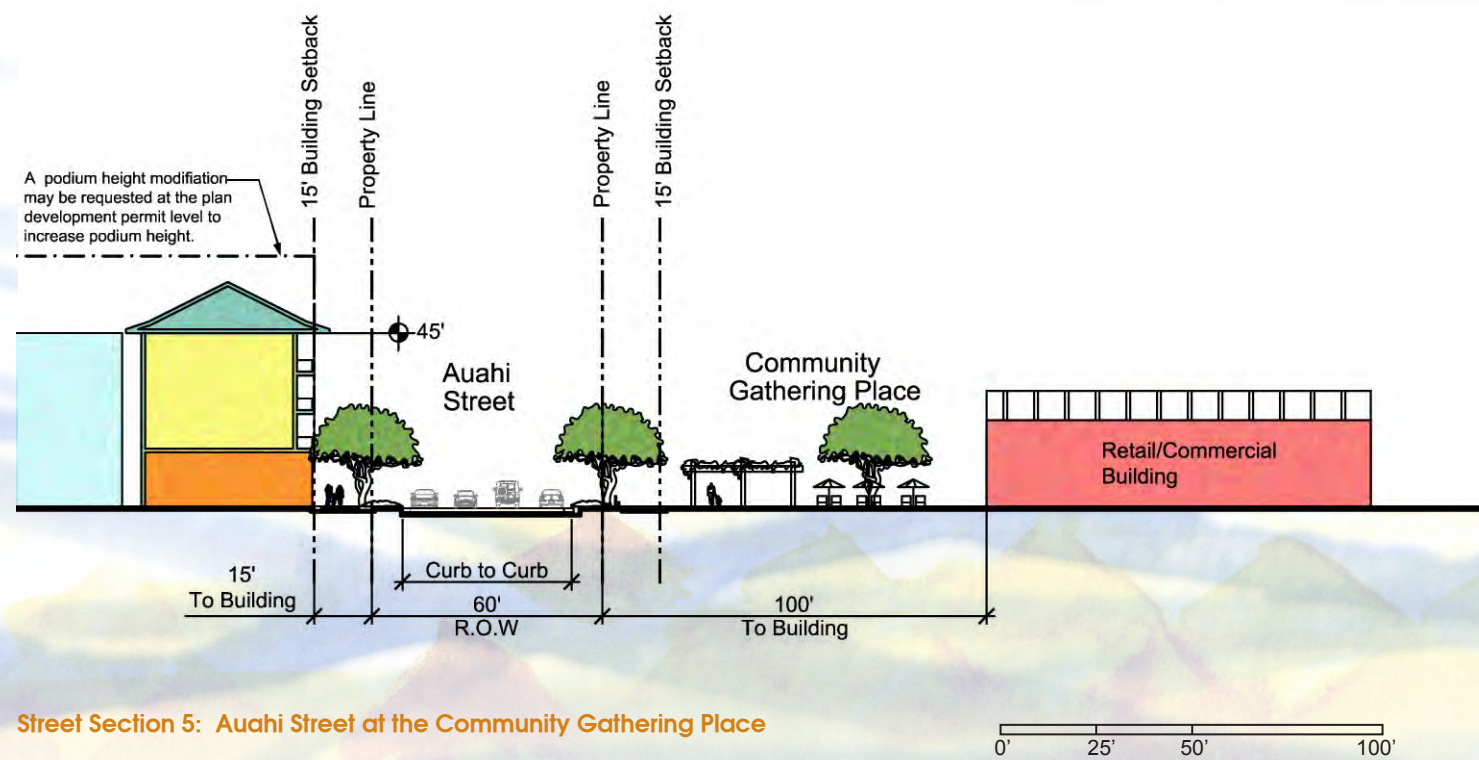 15' Building Setback
Property Line
Property Line
15' Building Setback
A podium height modifiation
may be requested at the plan
development permit level to
increase podium height.
45'
Auahi
Street
Community
Gathering Place
Retail/Commercial
Building
15'
To Building
Curb to Curb
60'
R.O.W
100'
To Building
Street Section 5: Auahi Street at the Community Gathering Place
0' 25' 50' 100'